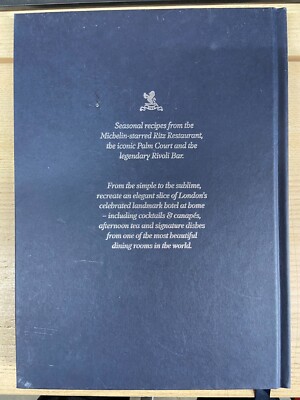 Seasonal recipes from the
Michelin-starred Ritz Restaurant,
the iconic Palm Court and the
legendary Rivoli Bar.
From the simple to the sublime,
recreate an elegant slice of London's
celebrated landmark hotel at home
– including cocktails & canapés,
afternoon tea and signature dishes
from one of the most beautiful
dining rooms in the world.